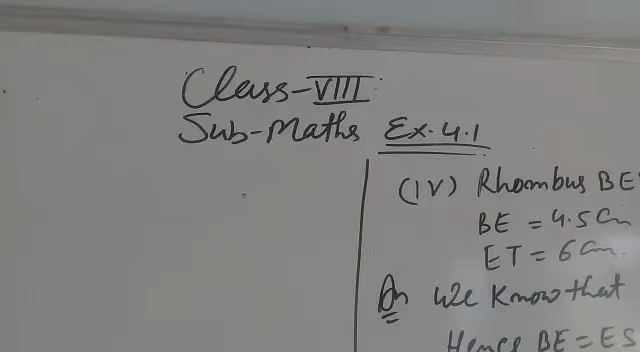 Class-VIII
Sub-Maths Ex.4.1
(IV) Rhombus BE
BE = 4.5 Cm
ET = 6 Cm.
An We Know that
Hence BE = ES